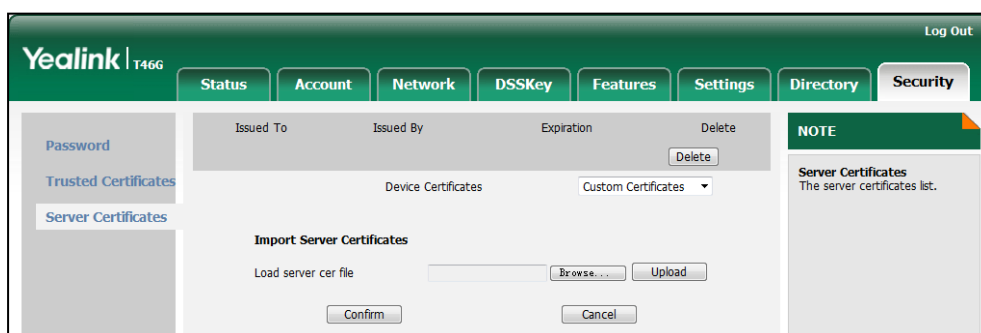 Log Out
Yealink | T46G
Status Account Network DSSKey Features Settings Directory Security
Password
Trusted Certificates
Server Certificates
Issued To Issued By Expiration Delete
Delete
Device Certificates Custom Certificates
Import Server Certificates
Load server cer file Browse... Upload
Confirm Cancel
NOTE
Server Certificates
The server certificates list.